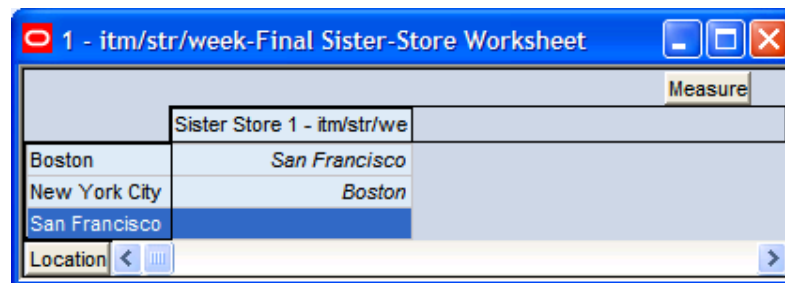 1 - itm/str/week-Final Sister-Store Worksheet
Measure
Sister Store 1 - itm/str/we
Boston San Francisco
New York City Boston
San Francisco
Location